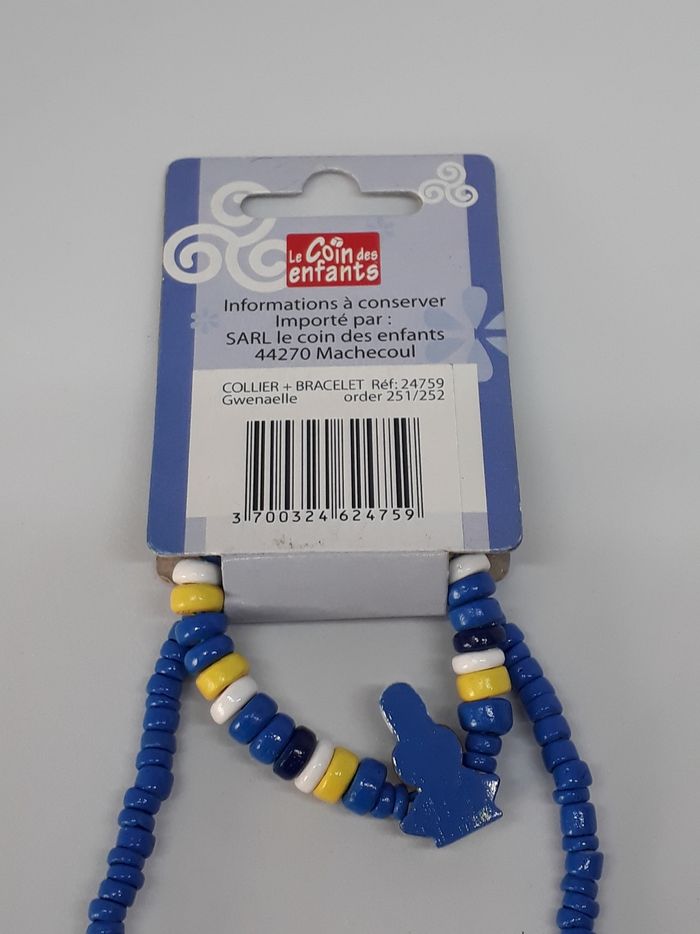 Le Coin des
enfants
Informations à conserver
Importé par :
SARL le coin des enfants
44270 Machecoul
COLLIER + BRACELET Réf: 24759
Gwenaelle order 251/252
3 700324 624759